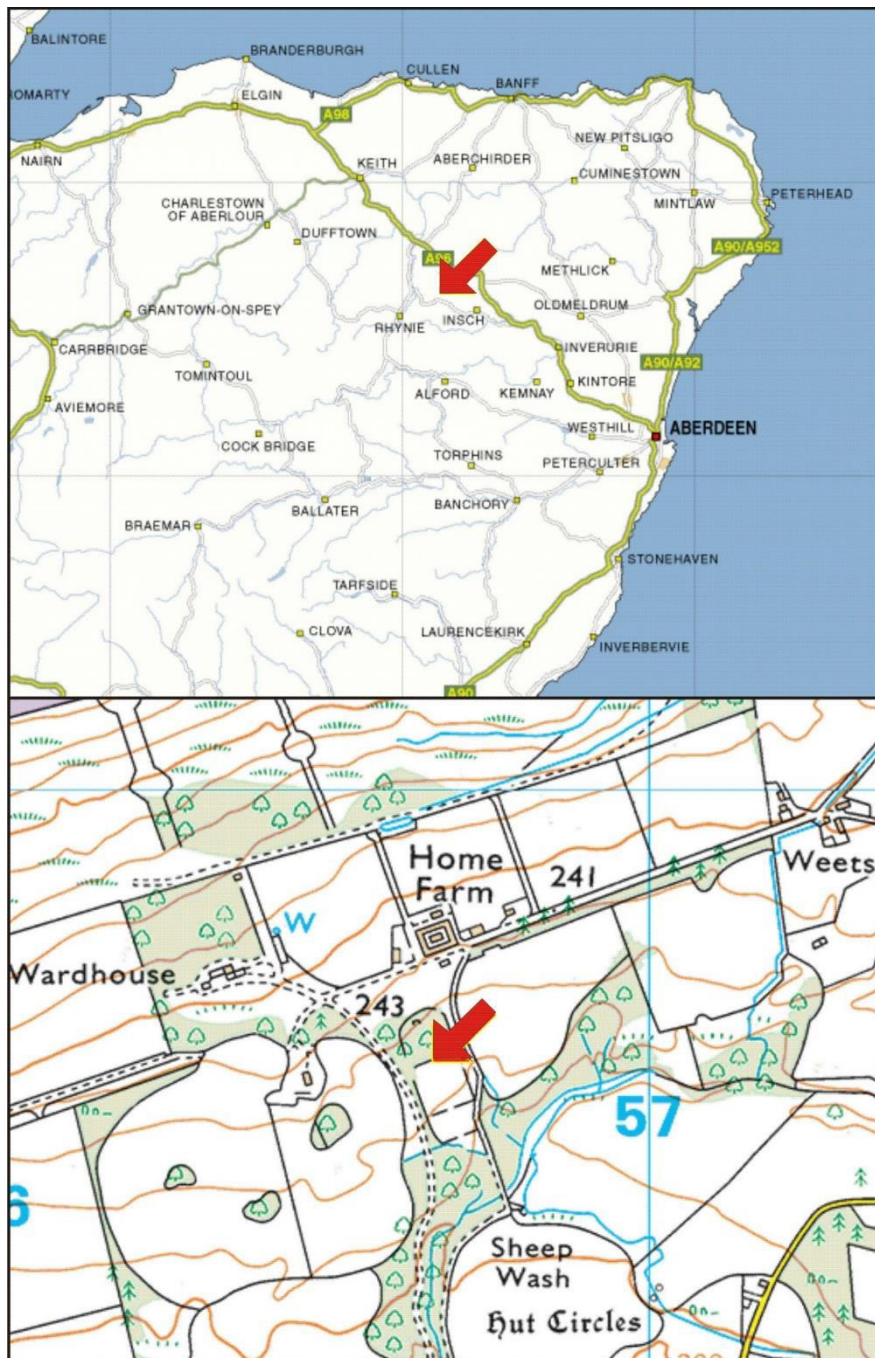 BALINTORE
BRANDERBURGH
CULLEN
BANFF
ROMARTY
ELGIN
A98
NEW PITSLIGO
NAIRN
KEITH
ABERCHIRDER
CUMINESTOWN
MINTLAW
PETERHEAD
CHARLESTOWN
OF ABERLOUR
DUFFTOWN
A96
METHLICK
A90/A952
GRANTOWN-ON-SPEY
RHYNIE
INSCH
OLDMELDRUM
CARRBRIDGE
INVERURIE
TOMINTOUL
A90/A92
ALFORD
KEMNAY
KINTORE
AVIEMORE
COCK BRIDGE
WESTHILL
ABERDEEN
TORPHINS
PETERCULTER
BALLATER
BANCHORY
BRAEMAR
STONEHAVEN
TARFSIDE
CLOVA
LAURENCEKIRK
INVERBERVIE
A90
Home
Farm
241
Weets
W
Wardhouse
243
57
6
Sheep
Wash
Hut Circles